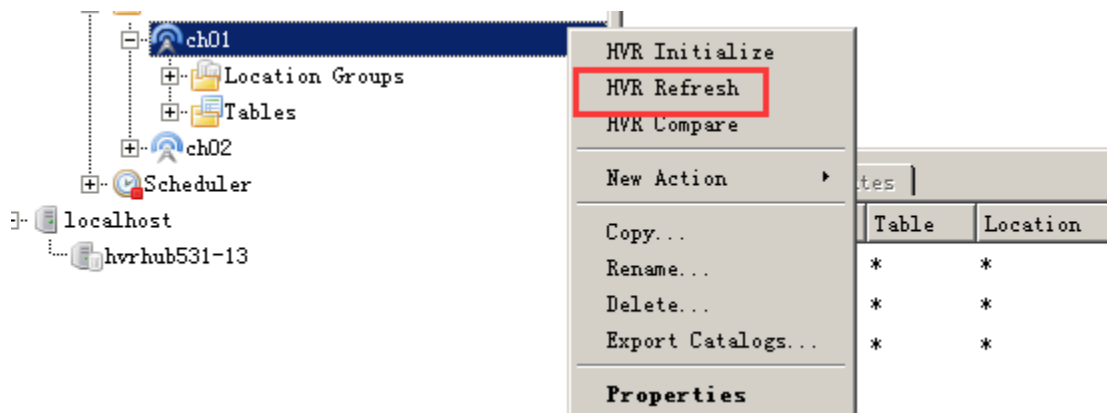 ch01
Location Groups
Tables
ch02
Scheduler
localhost
hvrhub531-13
HVR Initialize
HVR Refresh
HVR Compare
New Action
Copy...
Rename...
Delete...
Export Catalogs...
Properties
Table Location
* *
* *
* *